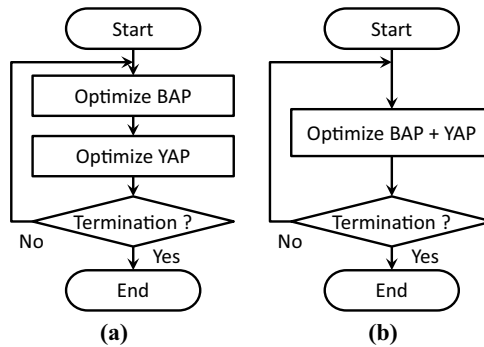 Start
Optimize BAP
Optimize YAP
Termination ?
No
Yes
End
(a)
Start
Optimize BAP + YAP
Termination ?
No
Yes
End
(b)